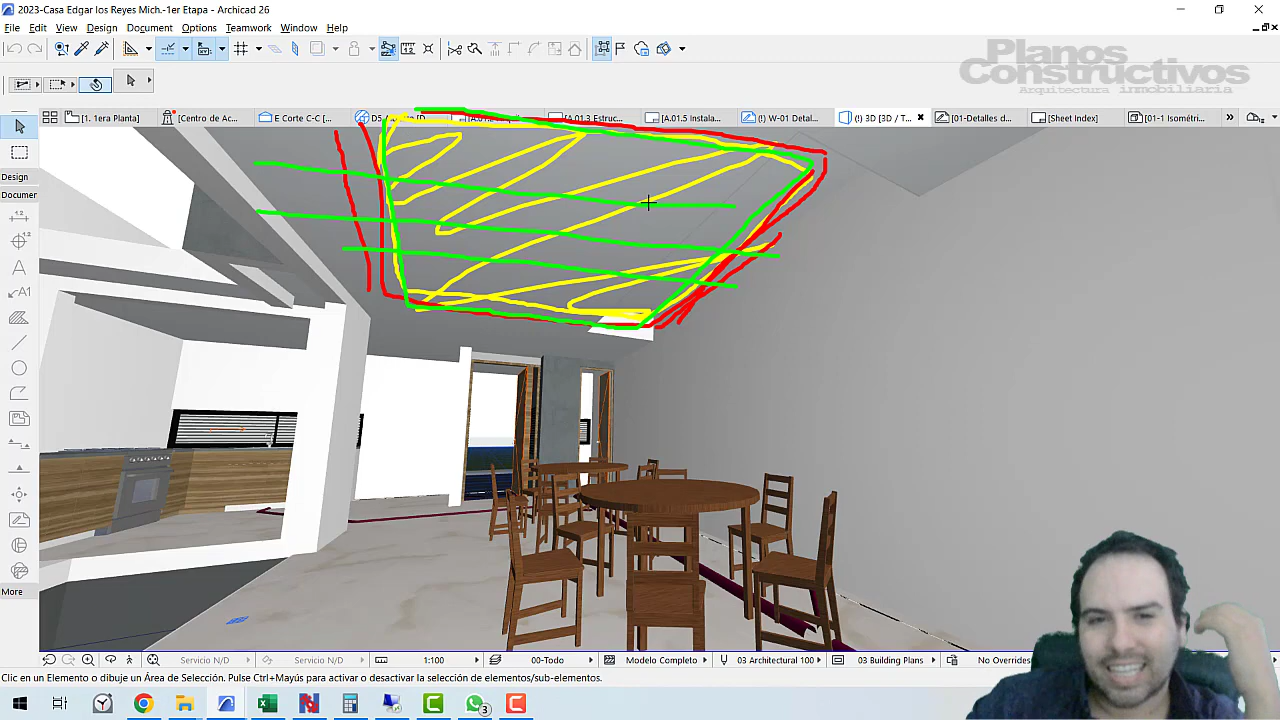 2023-Casa Edgar los Reyes Mich.-1er Etapa - Archicad 26
File Edit View Design Document Options Teamwork Window Help
Planos
Constructivos
Arquitectura inmobiliaria
[1. 1era Planta]
[Centro de Ac...
E Corte C-C [...
[A.01.3 Estruc...
[A.01.5 Instala...
(!) W-01 Detal...
(!) 3D [3D / T...
[01-Detalles d...
[Sheet Index]
[01-I Isométri...
Design
Docume
A
A1
More
Servicio N/D
Servicio N/D
1:100
00-Todo
Modelo Completo
03 Architectural 100
03 Building Plans
No Overrides
Clic en un Elemento o dibuje un Área de Selección. Pulse Ctrl+Mayús para activar o desactivar la selección de elementos/sub-elementos.
3